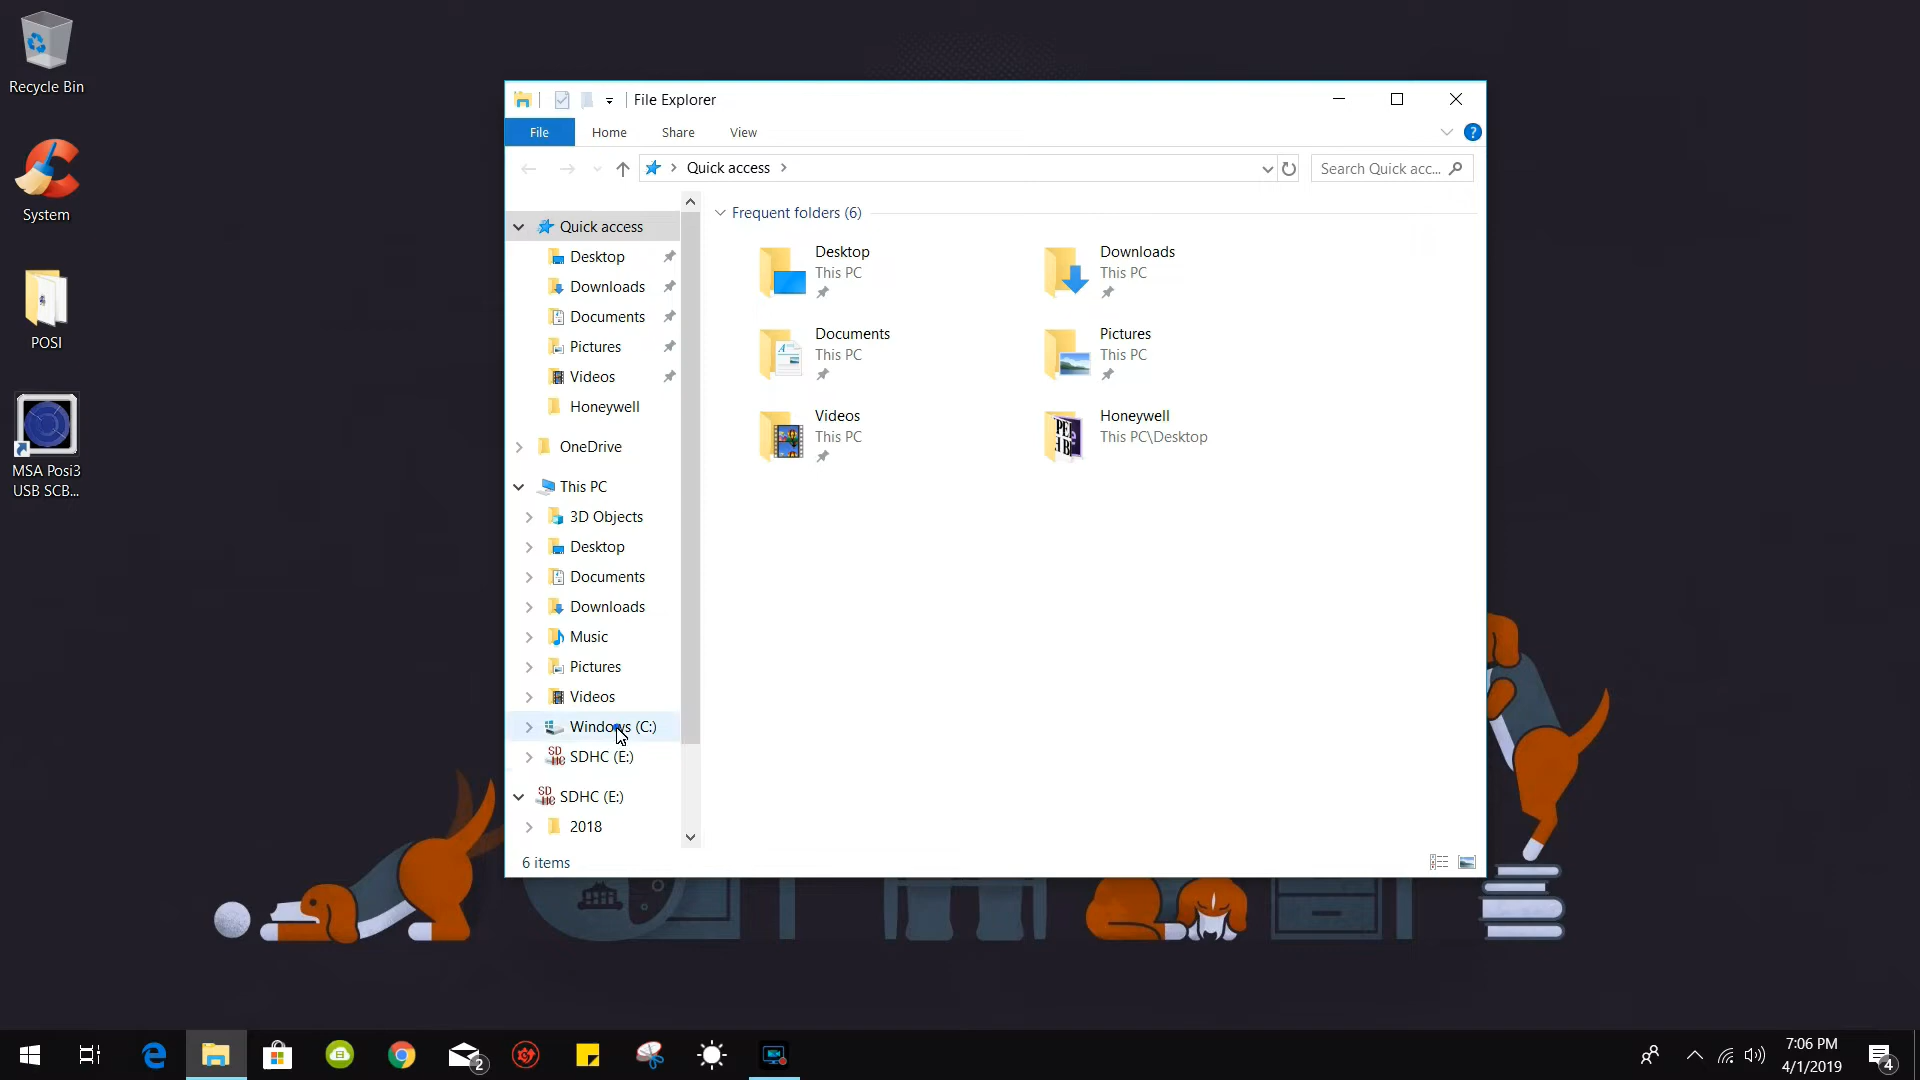 Recycle Bin
System
POSI
MSA Posi3
USB SCB...
File Explorer
File
Home
Share
View
?
Quick access
Search Quick acc...
Quick access
Desktop
Downloads
Documents
Pictures
Videos
Honeywell
OneDrive
This PC
3D Objects
Desktop
Documents
Downloads
Music
Pictures
Videos
Windows (C:)
SDHC (E:)
SDHC (E:)
2018
Frequent folders (6)
Desktop
This PC
Downloads
This PC
Documents
This PC
Pictures
This PC
Videos
This PC
Honeywell
This PC\Desktop
6 items
2
7:06 PM
4/1/2019
4